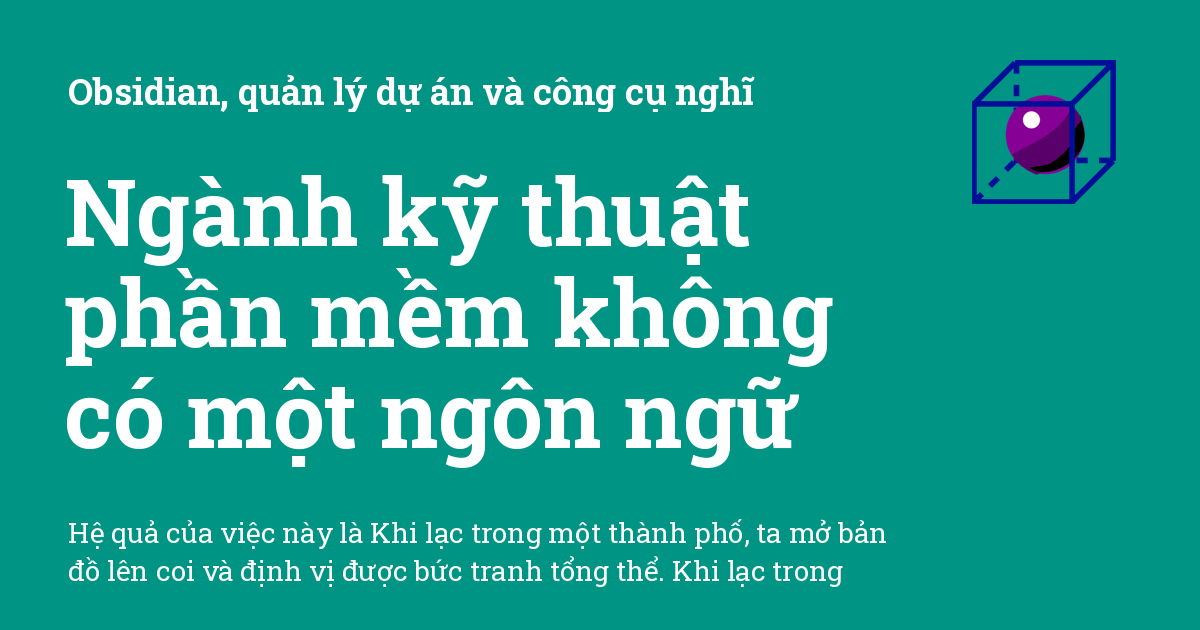 Obsidian, quản lý dự án và công cụ nghĩ
Ngành kỹ thuật
phần mềm không
có một ngôn ngữ
Hệ quả của việc này là Khi lạc trong một thành phố, ta mở bản
đồ lên coi và định vị được bức tranh tổng thể. Khi lạc trong